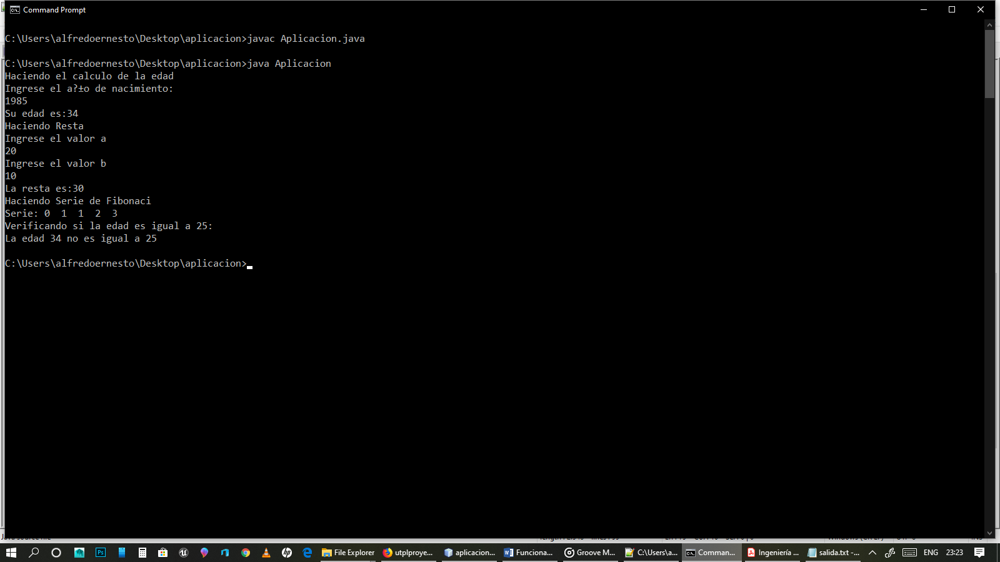 Command Prompt
C:\Users\alfredoernesto\Desktop\aplicacion>javac Aplicacion.java
C:\Users\alfredoernesto\Desktop\aplicacion>java Aplicacion
Haciendo el calculo de la edad
Ingrese el a?±o de nacimiento:
1985
Su edad es:34
Haciendo Resta
Ingrese el valor a
20
Ingrese el valor b
10
La resta es:30
Haciendo Serie de Fibonaci
Serie: 0  1  1  2  3
Verificando si la edad es igual a 25:
La edad 34 no es igual a 25
C:\Users\alfredoernesto\Desktop\aplicacion>
File Explorer utplproye... aplicacion... Funciona... Groove M... C:\Users\a... Comman... Ingeniería ... salida.txt -... ENG 23:23